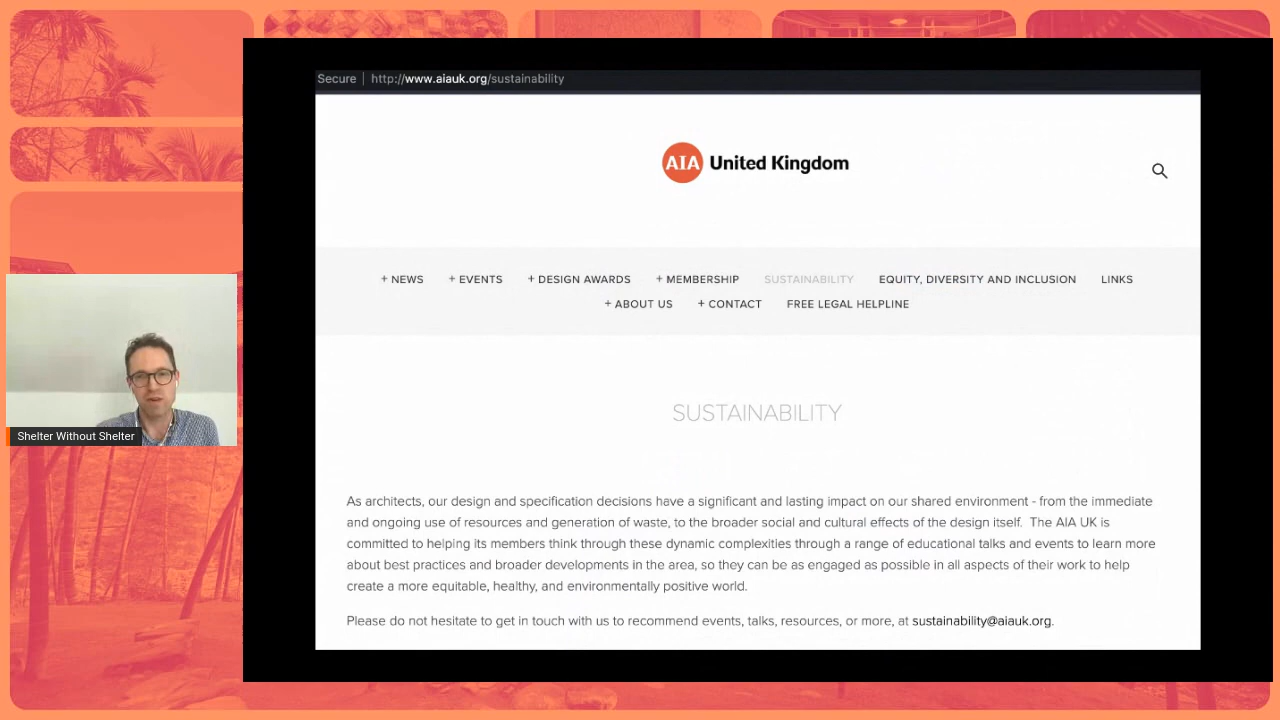 Secure | http://www.aiauk.org/sustainability
AIA United Kingdom
+ NEWS + EVENTS + DESIGN AWARDS + MEMBERSHIP SUSTAINABILITY EQUITY, DIVERSITY AND INCLUSION LINKS
+ ABOUT US + CONTACT FREE LEGAL HELPLINE
SUSTAINABILITY
Shelter Without Shelter
As architects, our design and specification decisions have a significant and lasting impact on our shared environment - from the immediate
and ongoing use of resources and generation of waste, to the broader social and cultural effects of the design itself. The AIA UK is
committed to helping its members think through these dynamic complexities through a range of educational talks and events to learn more
about best practices and broader developments in the area, so they can be as engaged as possible in all aspects of their work to help
create a more equitable, healthy, and environmentally positive world.
Please do not hesitate to get in touch with us to recommend events, talks, resources, or more, at sustainability@aiauk.org.